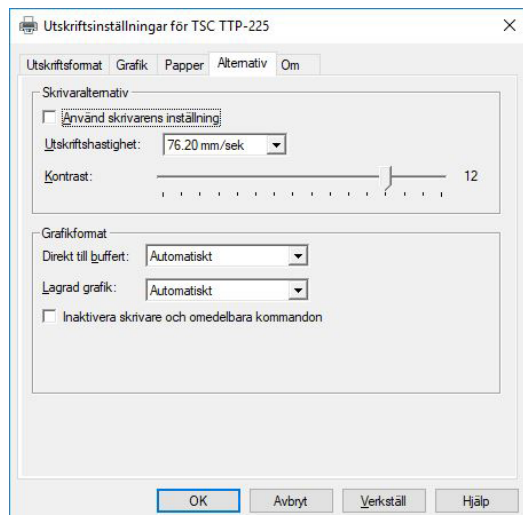 Utskriftsinställningar för TSC TTP-225
Utskriftsformat Grafik Papper Alternativ Om
Skrivaralternativ
Använd skrivarens inställning
Utskriftshastighet: 76.20 mm/sek
Kontrast: 12
Grafikformat
Direkt till buffert: Automatiskt
Lagrad grafik: Automatiskt
Inaktivera skrivare och omedelbara kommandon
OK Avbryt Verkställ Hjälp